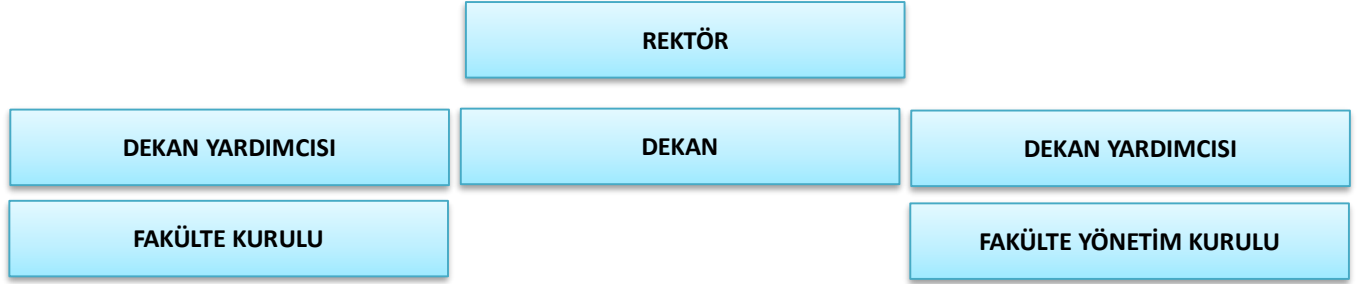 REKTÖR
DEKAN YARDIMCISI
DEKAN
DEKAN YARDIMCISI
FAKÜLTE KURULU
FAKÜLTE YÖNETİM KURULU